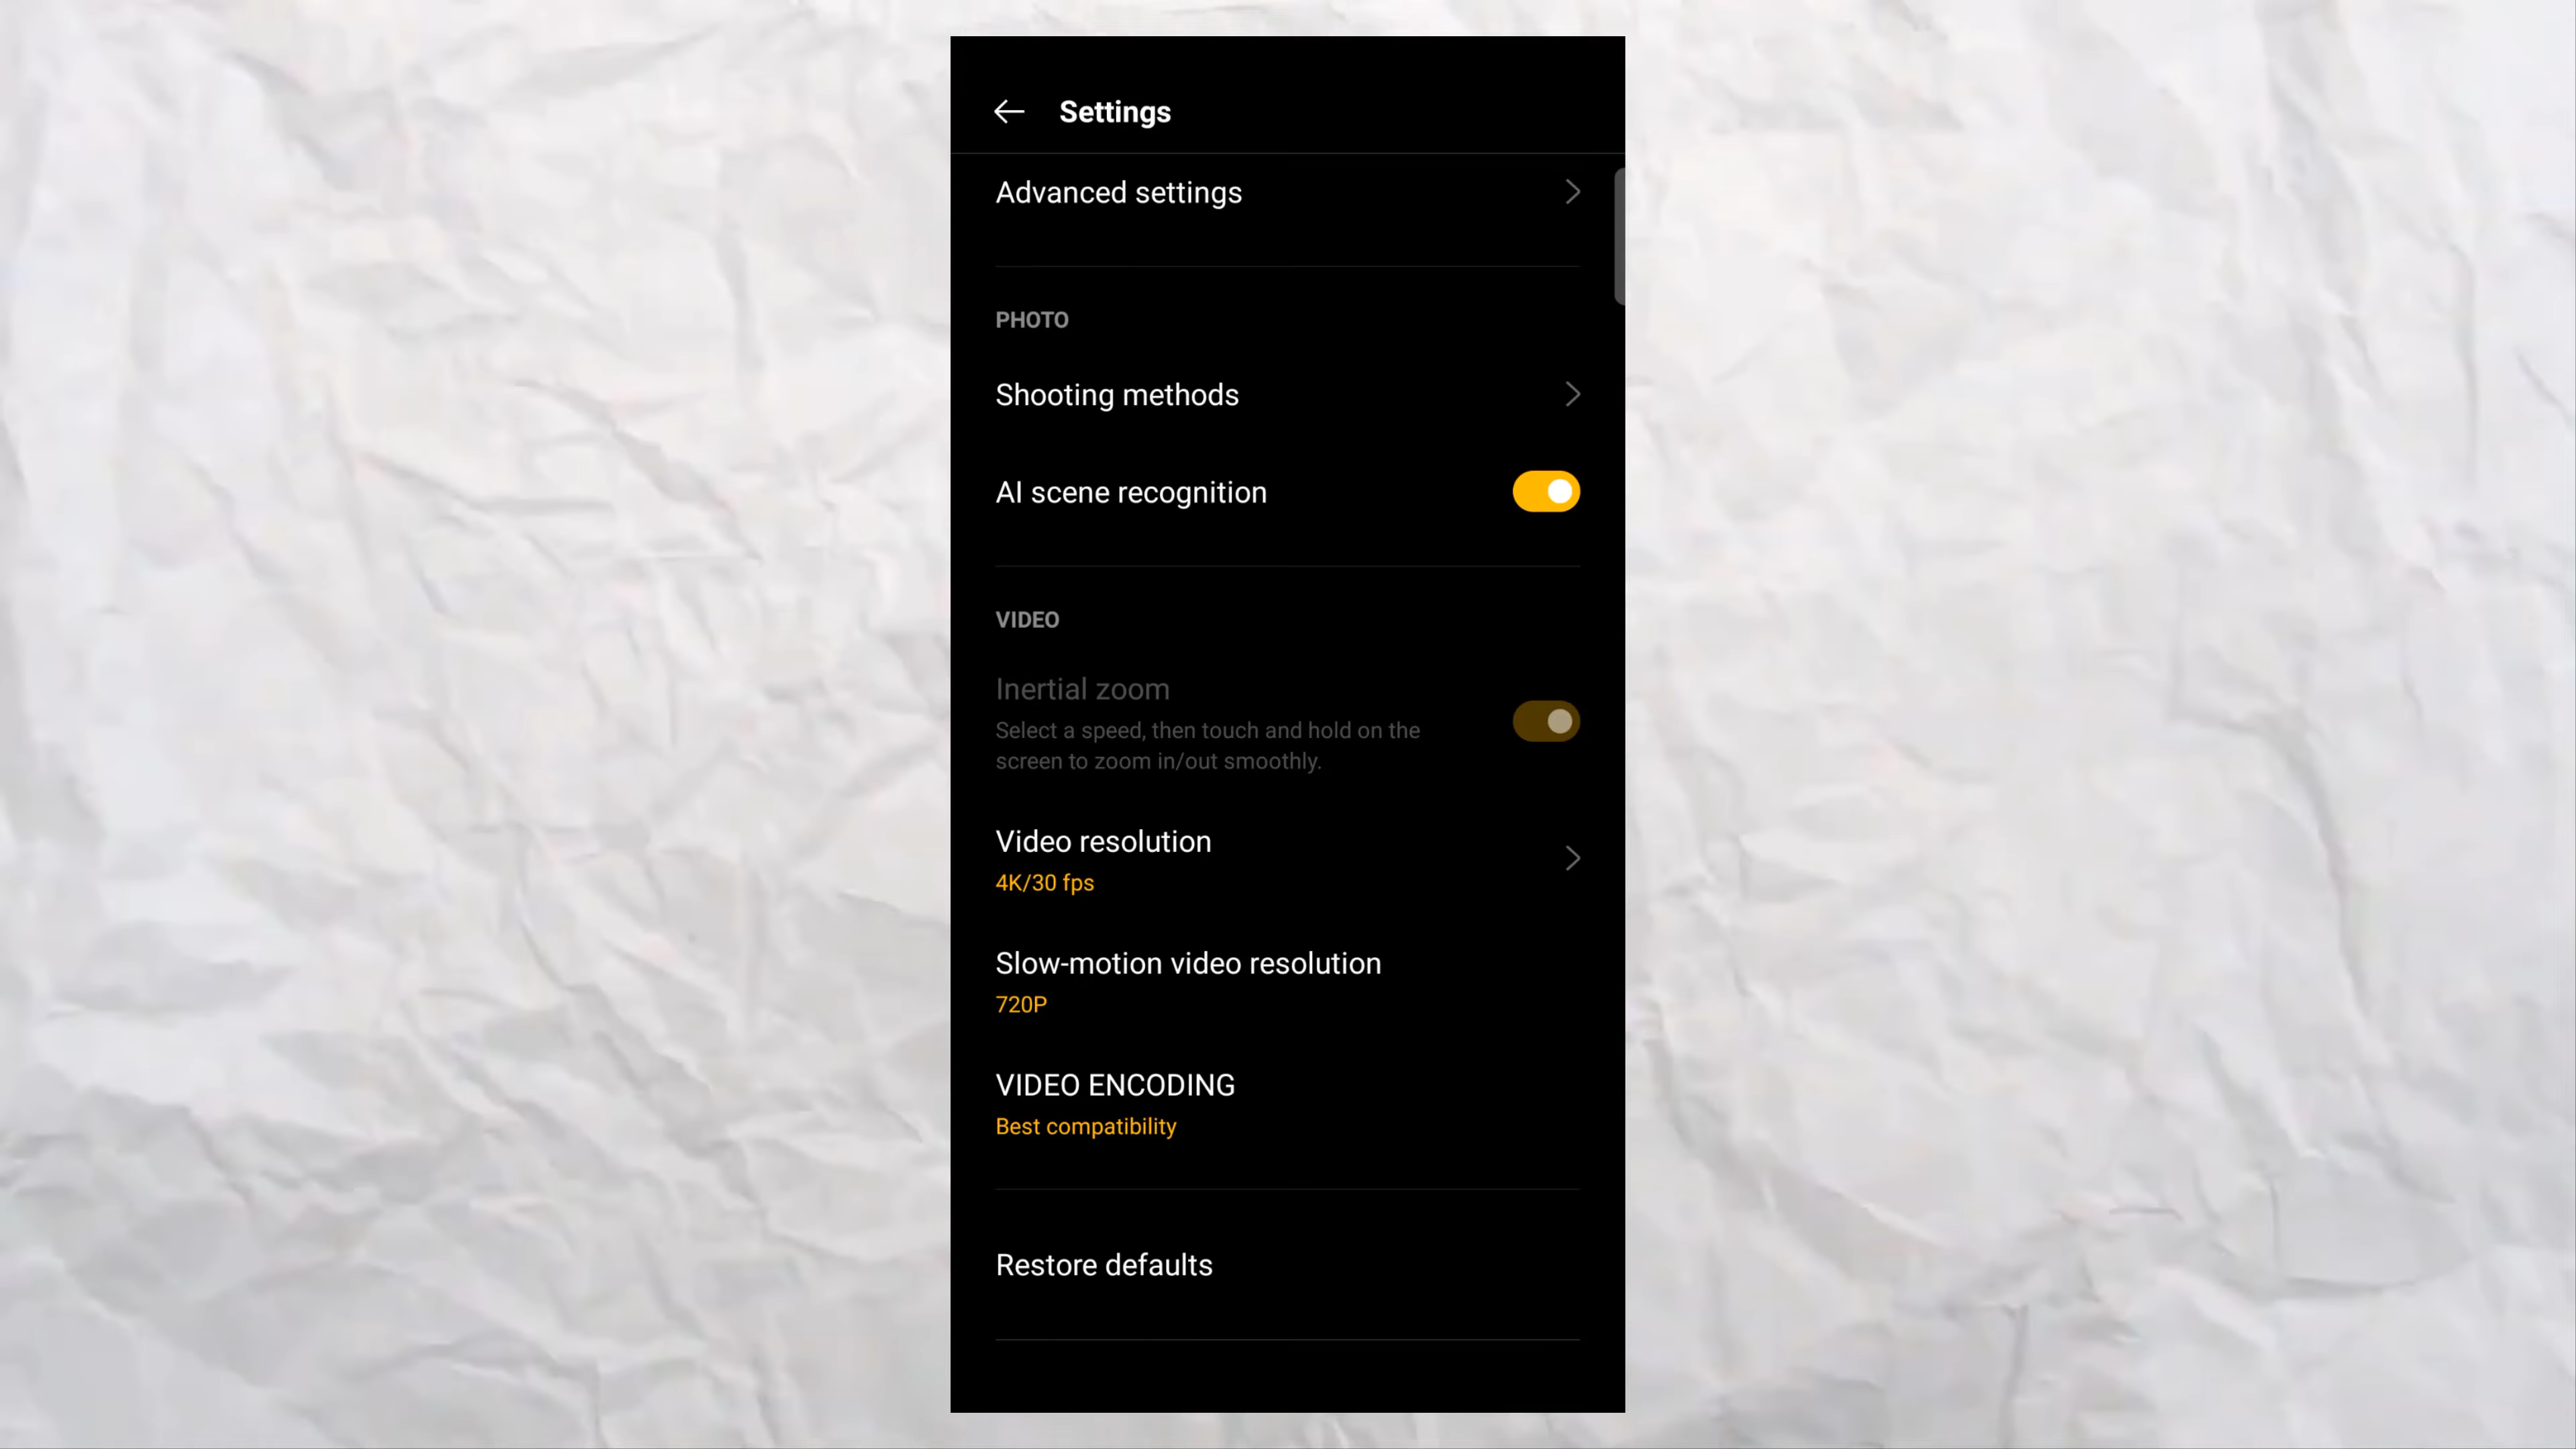 Settings
Advanced settings
PHOTO
Shooting methods
AI scene recognition
VIDEO
Inertial zoom
Select a speed, then touch and hold on the
screen to zoom in/out smoothly.
Video resolution
4K/30 fps
Slow-motion video resolution
720P
VIDEO ENCODING
Best compatibility
Restore defaults